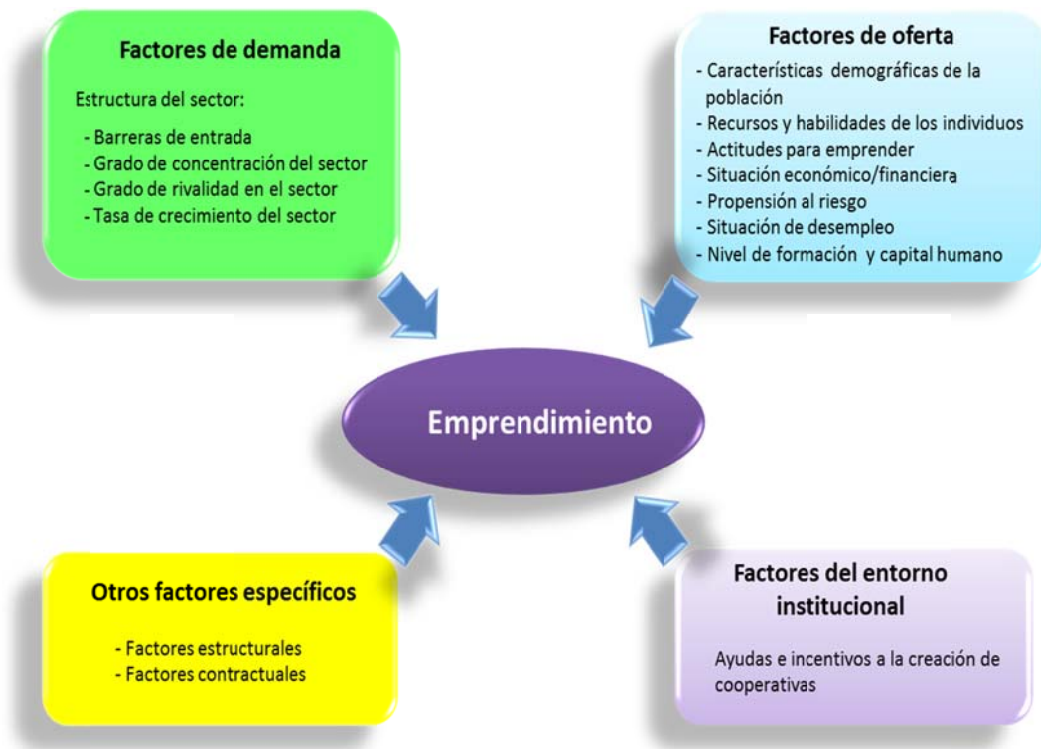 Factores de demanda
Estructura del sector:
- Barreras de entrada
- Grado de concentración del sector
- Grado de rivalidad en el sector
- Tasa de crecimiento del sector
Factores de oferta
- Características demográficas de la
población
- Recursos y habilidades de los individuos
- Actitudes para emprender
- Situación económico/financiera
- Propensión al riesgo
- Situación de desempleo
- Nivel de formación y capital humano
Emprendimiento
Otros factores específicos
- Factores estructurales
- Factores contractuales
Factores del entorno
institucional
Ayudas e incentivos a la creación de
cooperativas